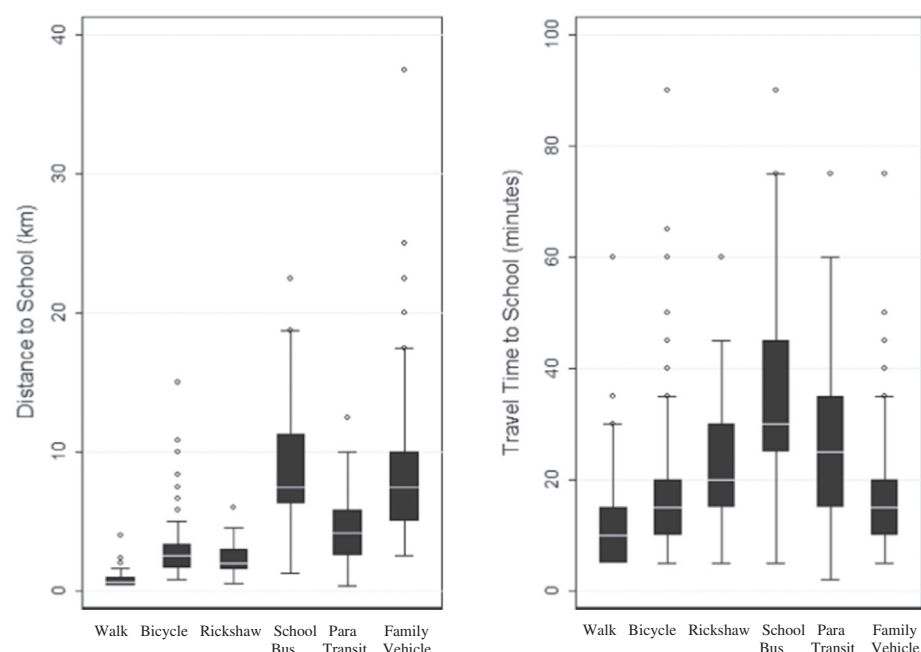 Distance to School (km)
40
30
20
10
0
Walk Bicycle Rickshaw School Para Family
Bus Transit Vehicle
Travel Time to School (minutes)
100
80
60
40
20
0
Walk Bicycle Rickshaw School Para Family
Bus Transit Vehicle